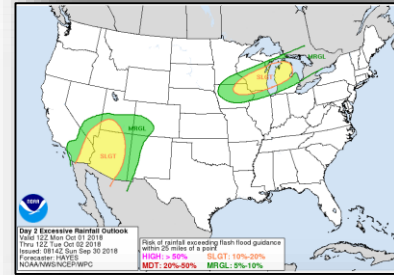 MRGL
SLGT
MRGL
SLGT
NOAA
Day 2 Excessive Rainfall Outlook
Valid 12Z Mon Oct 01 2018
Thru 12Z Tue Oct 02 2018
Issued: 0814Z Sun Sep 30 2018
Forecaster: HAYES
NOAA/NWS/NCEP/WPC
Risk of rainfall exceeding flash flood guidance
within 25 miles of a point
HIGH: > 50% SLGT: 10%-20%
MDT: 20%-50% MRGL: 5%-10%